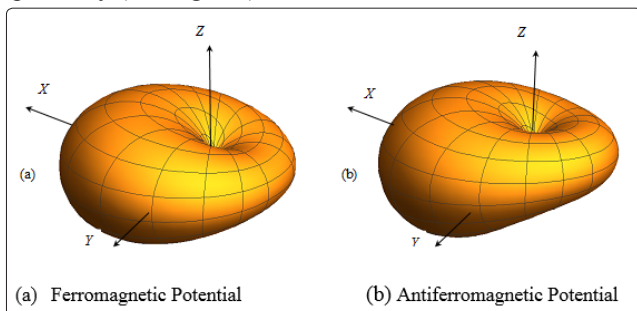 Z
Z
X
X
(a)
(b)
Y
Y
(a) Ferromagnetic Potential
(b) Antiferromagnetic Potential